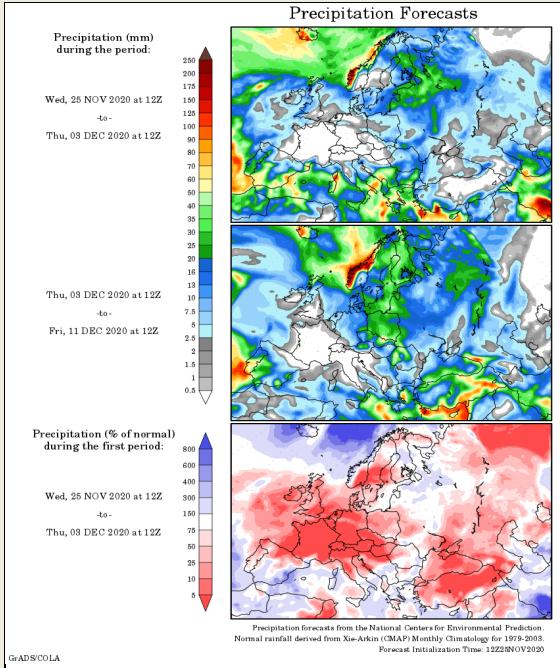 Precipitation Forecasts
Precipitation (mm)
during the period:
Wed, 25 NOV 2020 at 12Z
-to-
Thu, 03 DEC 2020 at 12Z
250
200
175
150
125
100
90
80
70
60
50
40
35
30
25
20
16
13
10
7.5
5
2.5
2
1.5
1
0.5
Thu, 03 DEC 2020 at 12Z
-to-
Fri, 11 DEC 2020 at 12Z
Precipitation (% of normal)
during the first period:
Wed, 25 NOV 2020 at 12Z
-to-
Thu, 03 DEC 2020 at 12Z
800
600
400
300
150
75
50
25
10
5
Precipitation forecasts from the National Centers for Environmental Prediction.
Normal rainfall derived from Xie-Arkin (CMAP) Monthly Climatology for 1979-2003.
Forecast Initialization Time: 12Z25NOV2020
GrADS/COLA